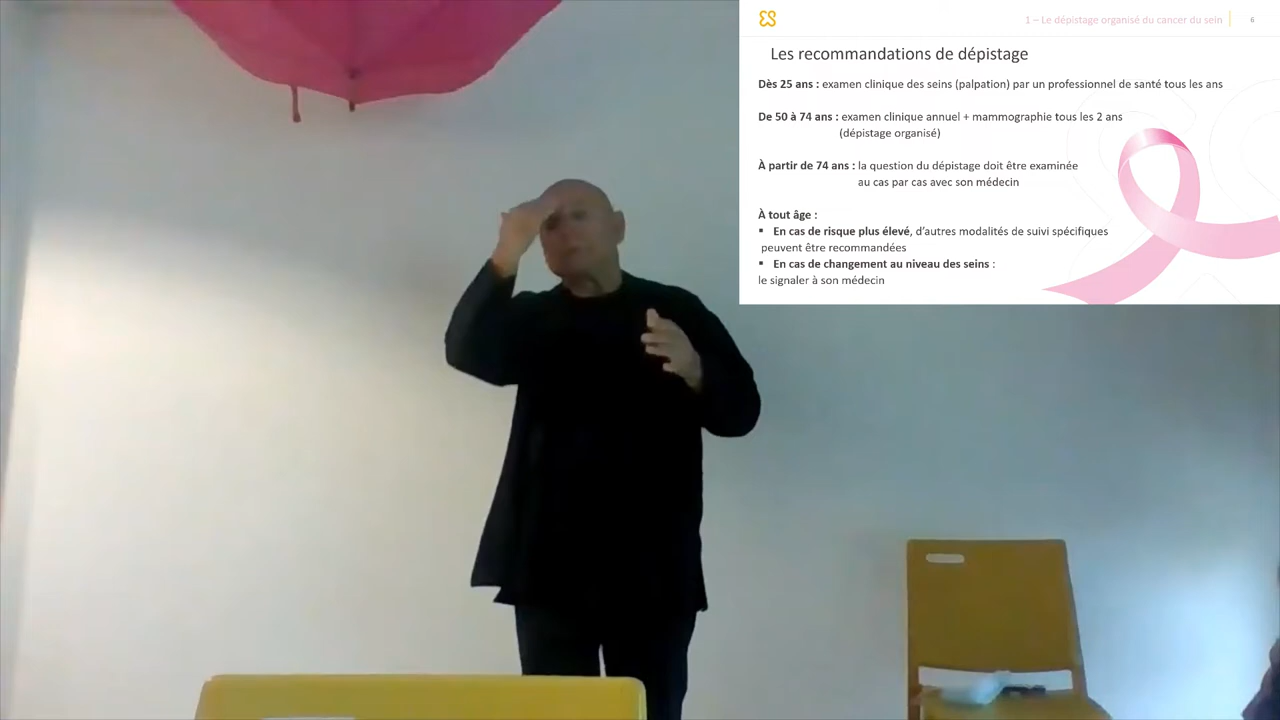 1 – Le dépistage organisé du cancer du sein
6
Les recommandations de dépistage
Dès 25 ans : examen clinique des seins (palpation) par un professionnel de santé tous les ans
De 50 à 74 ans : examen clinique annuel + mammographie tous les 2 ans
(dépistage organisé)
À partir de 74 ans : la question du dépistage doit être examinée
au cas par cas avec son médecin
À tout âge :
▪ En cas de risque plus élevé, d'autres modalités de suivi spécifiques
peuvent être recommandées
▪ En cas de changement au niveau des seins :
le signaler à son médecin